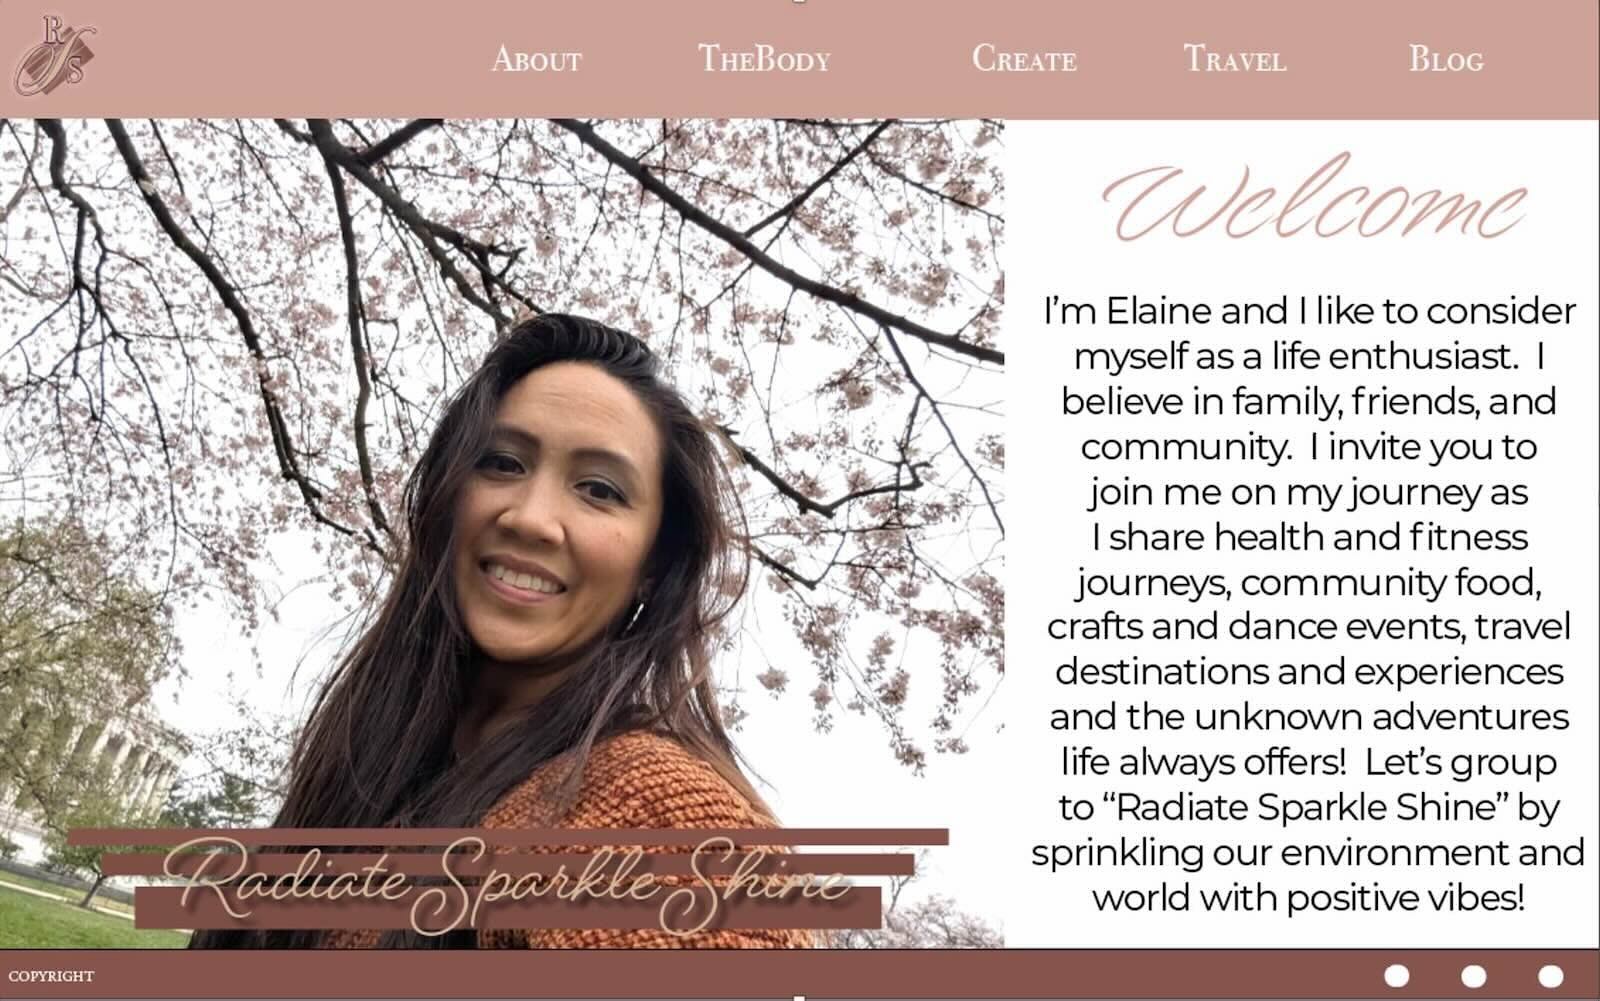 R S S
About TheBody Create Travel Blog
Welcome
I’m Elaine and I like to consider
myself as a life enthusiast. I
believe in family, friends, and
community. I invite you to
join me on my journey as
I share health and fitness
journeys, community food,
crafts and dance events, travel
destinations and experiences
and the unknown adventures
life always offers! Let’s group
to “Radiate Sparkle Shine” by
sprinkling our environment and
world with positive vibes!
Radiate Sparkle Shine
COPYRIGHT